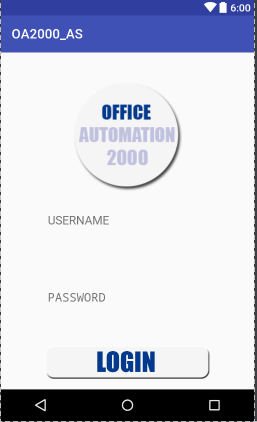 6:00
OA2000_AS
OFFICE
AUTOMATION
2000
USERNAME
PASSWORD
LOGIN